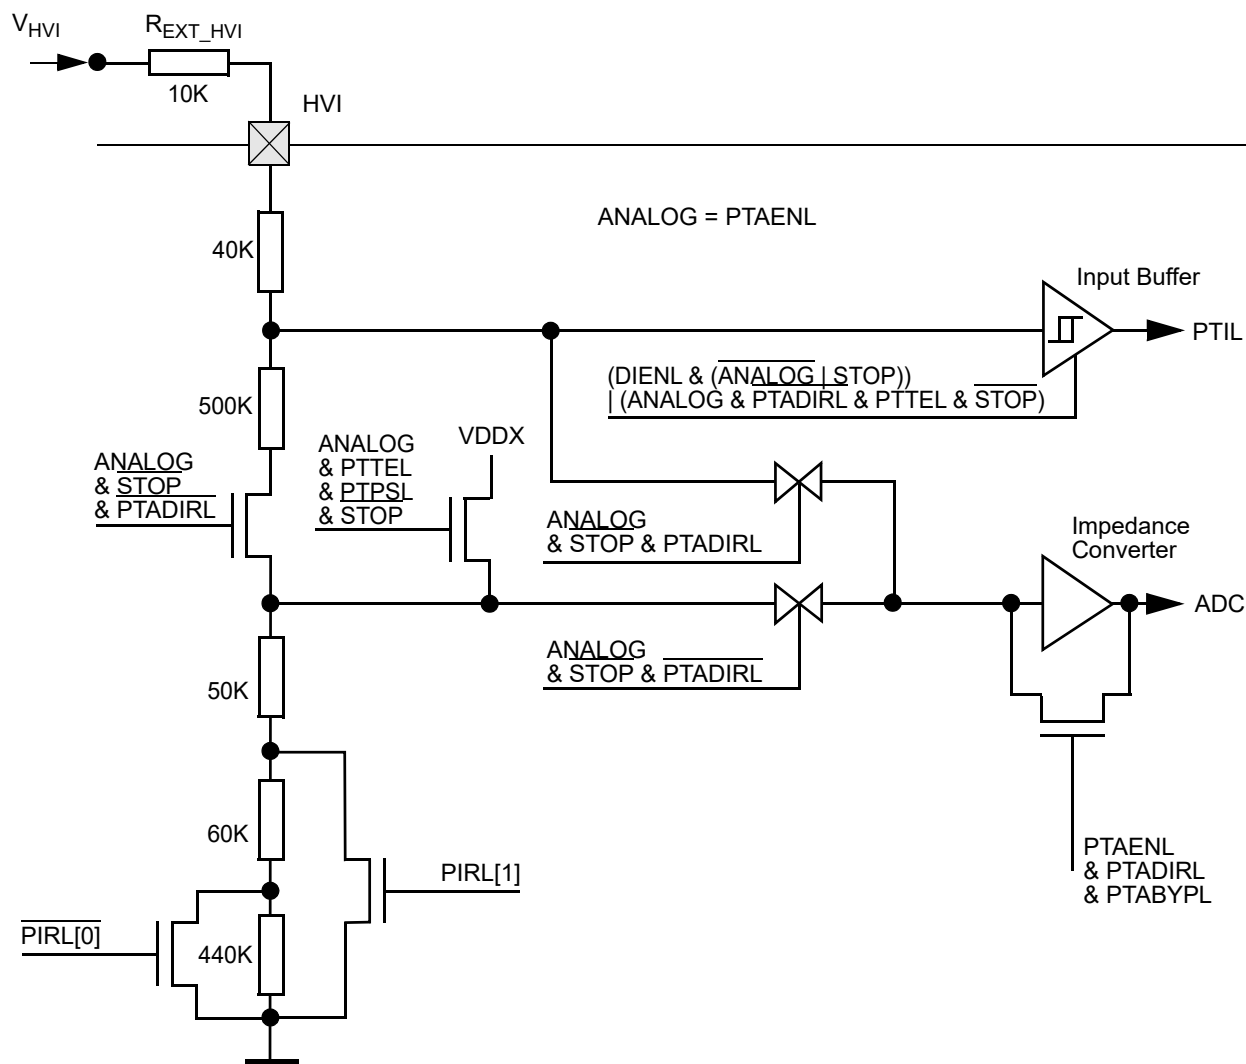 VHVI
REXT_HVI
10K
HVI
ANALOG = PTAENL
40K
Input Buffer
PTIL
(DIENL & (ANALOG | STOP))
| (ANALOG & PTADIRL & PTTEL & STOP)
500K
VDDX
ANALOG
& PTTEL
& PTPSL
& STOP
ANALOG
& STOP
& PTADIRL
ANALOG
& STOP & PTADIRL
Impedance
Converter
ADC
ANALOG
& STOP & PTADIRL
50K
60K
PTAENL
& PTADIRL
& PTABYPL
PIRL[1]
PIRL[0]
440K